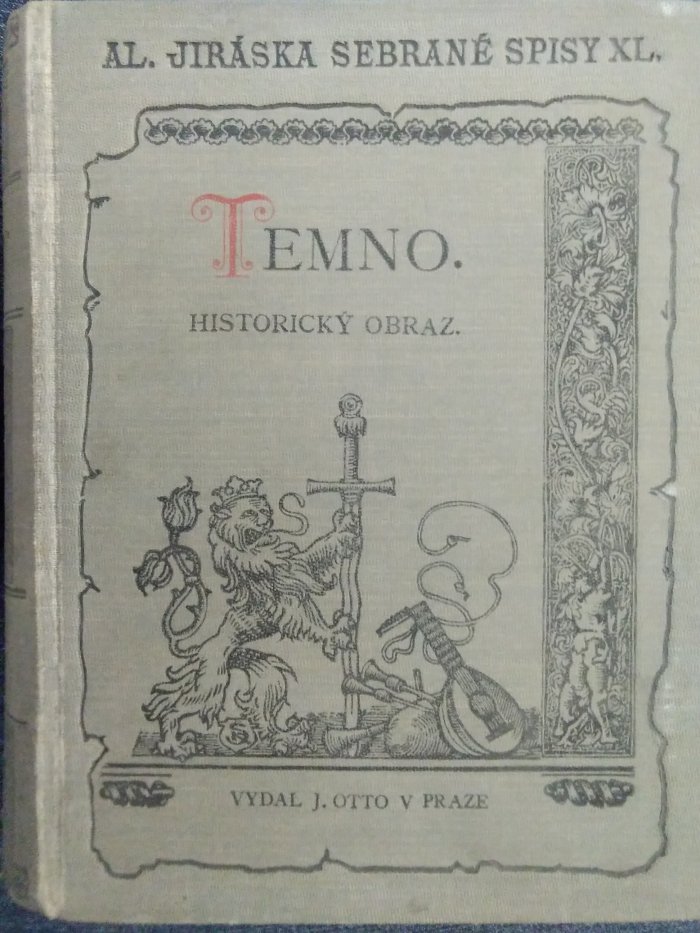 AL. JIRÁSKA SEBRANÉ SPISY XL.
TEMNO.
HISTORICKÝ OBRAZ.
VYDAL J. OTTO V PRAZE